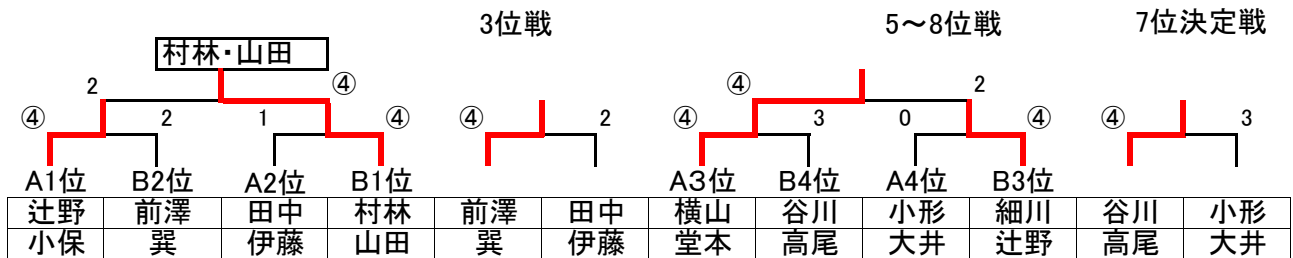 3位戦 5～8位戦 7位決定戦
村林・山田
2 ④ ④ 2
④ 2 1 ④ ④ 2 ④ 3 0 ④ ④ 3
A1位 B2位 A2位 B1位 A3位 B4位 A4位 B3位
辻野 前澤 田中 村林 前澤 田中 横山 谷川 小形 細川 谷川 小形
小保 巽 伊藤 山田 巽 伊藤 堂本 高尾 大井 辻野 高尾 大井